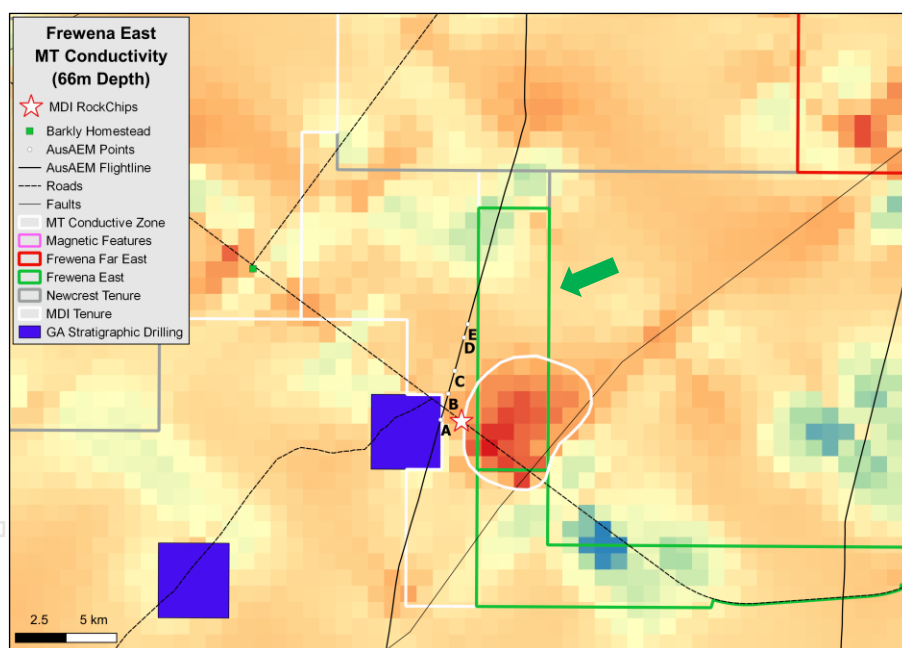 Frewena East
MT Conductivity
(66m Depth)
MDI RockChips
Barkly Homestead
AusAEM Points
AusAEM Flightline
Roads
Faults
MT Conductive Zone
Magnetic Features
Frewena Far East
Frewena East
Newcrest Tenure
MDI Tenure
GA Stratigraphic Drilling
E
D
C
B
A
2.5 5 km